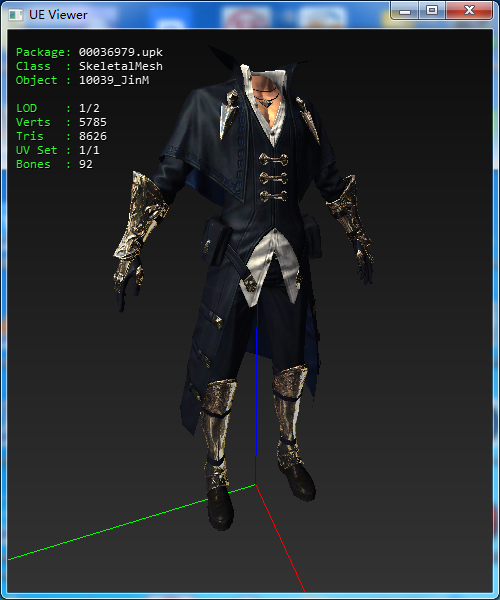 UE Viewer
Package: 00036979.upk
Class : SkeletalMesh
Object : 10039_JinM
LOD : 1/2
Verts : 5785
Tris : 8626
UV Set : 1/1
Bones : 92